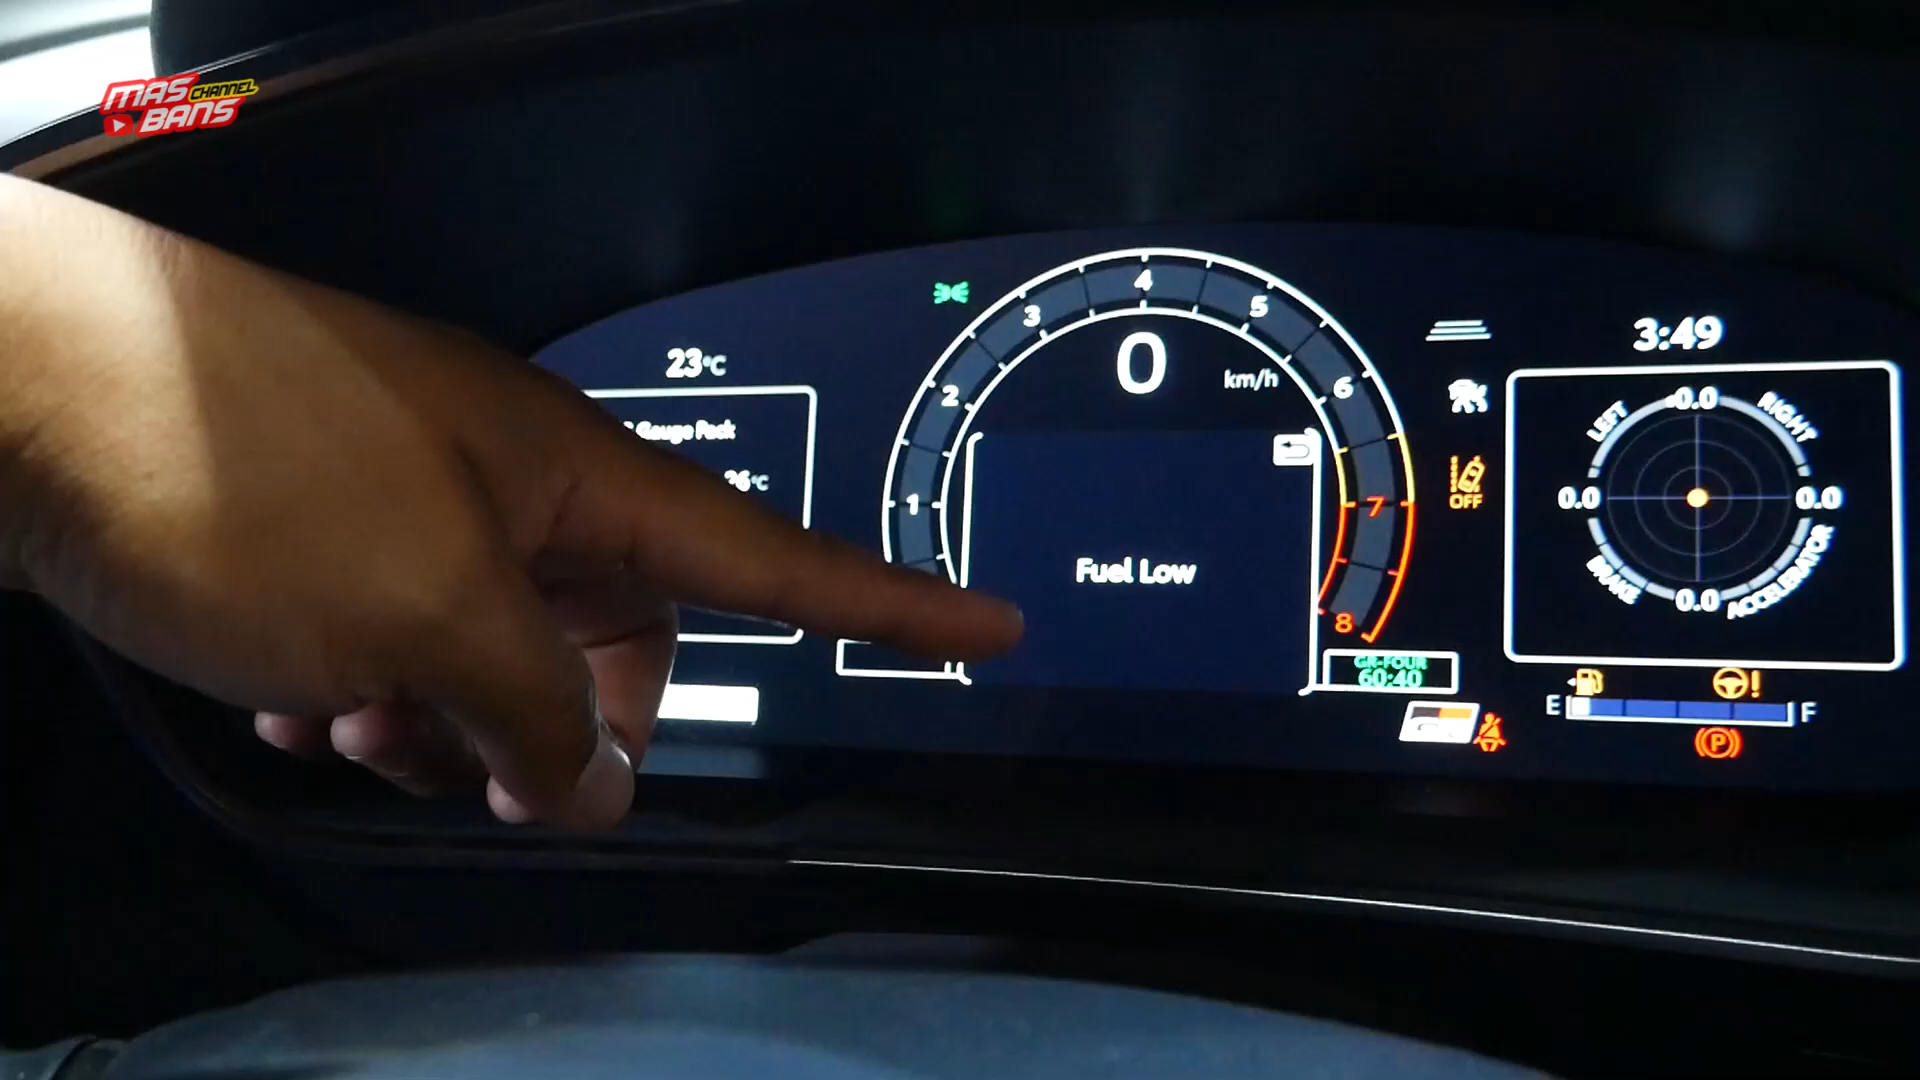 MAS CHANNEL
BANS
23°C
Gauge Pack
26°C
1
2
3
4
5
6
7
8
0
km/h
Fuel Low
GR-FOUR
60:40
OFF
3:49
LEFT
0.0
RIGHT
0.0
0.0
BRAKE
0.0
ACCELERATOR
E
F
P